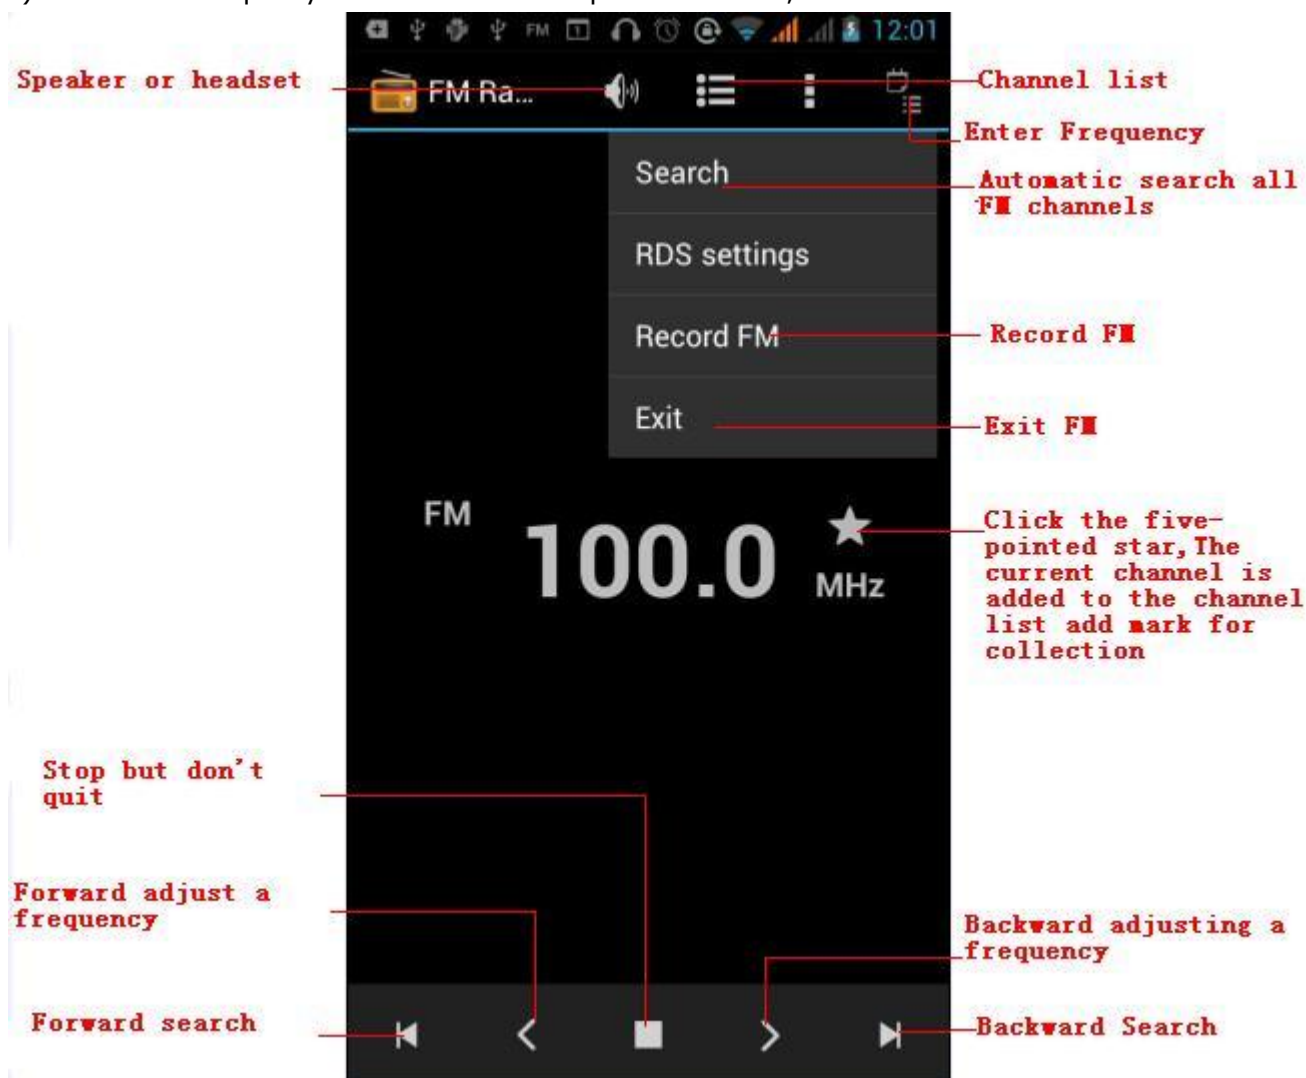 FM 1 12:01
Speaker or headset
FM Ra...
Channel list
Enter Frequency
Search
Automatic search all
FM channels
RDS settings
Record FM
Record FM
Exit
Exit FM
FM
100.0
MHz
Click the five-
pointed star,The
current channel is
added to the channel
list add mark for
collection
Stop but don't
quit
Forward adjust a
frequency
Backward adjusting a
frequency
Forward search
Backward Search